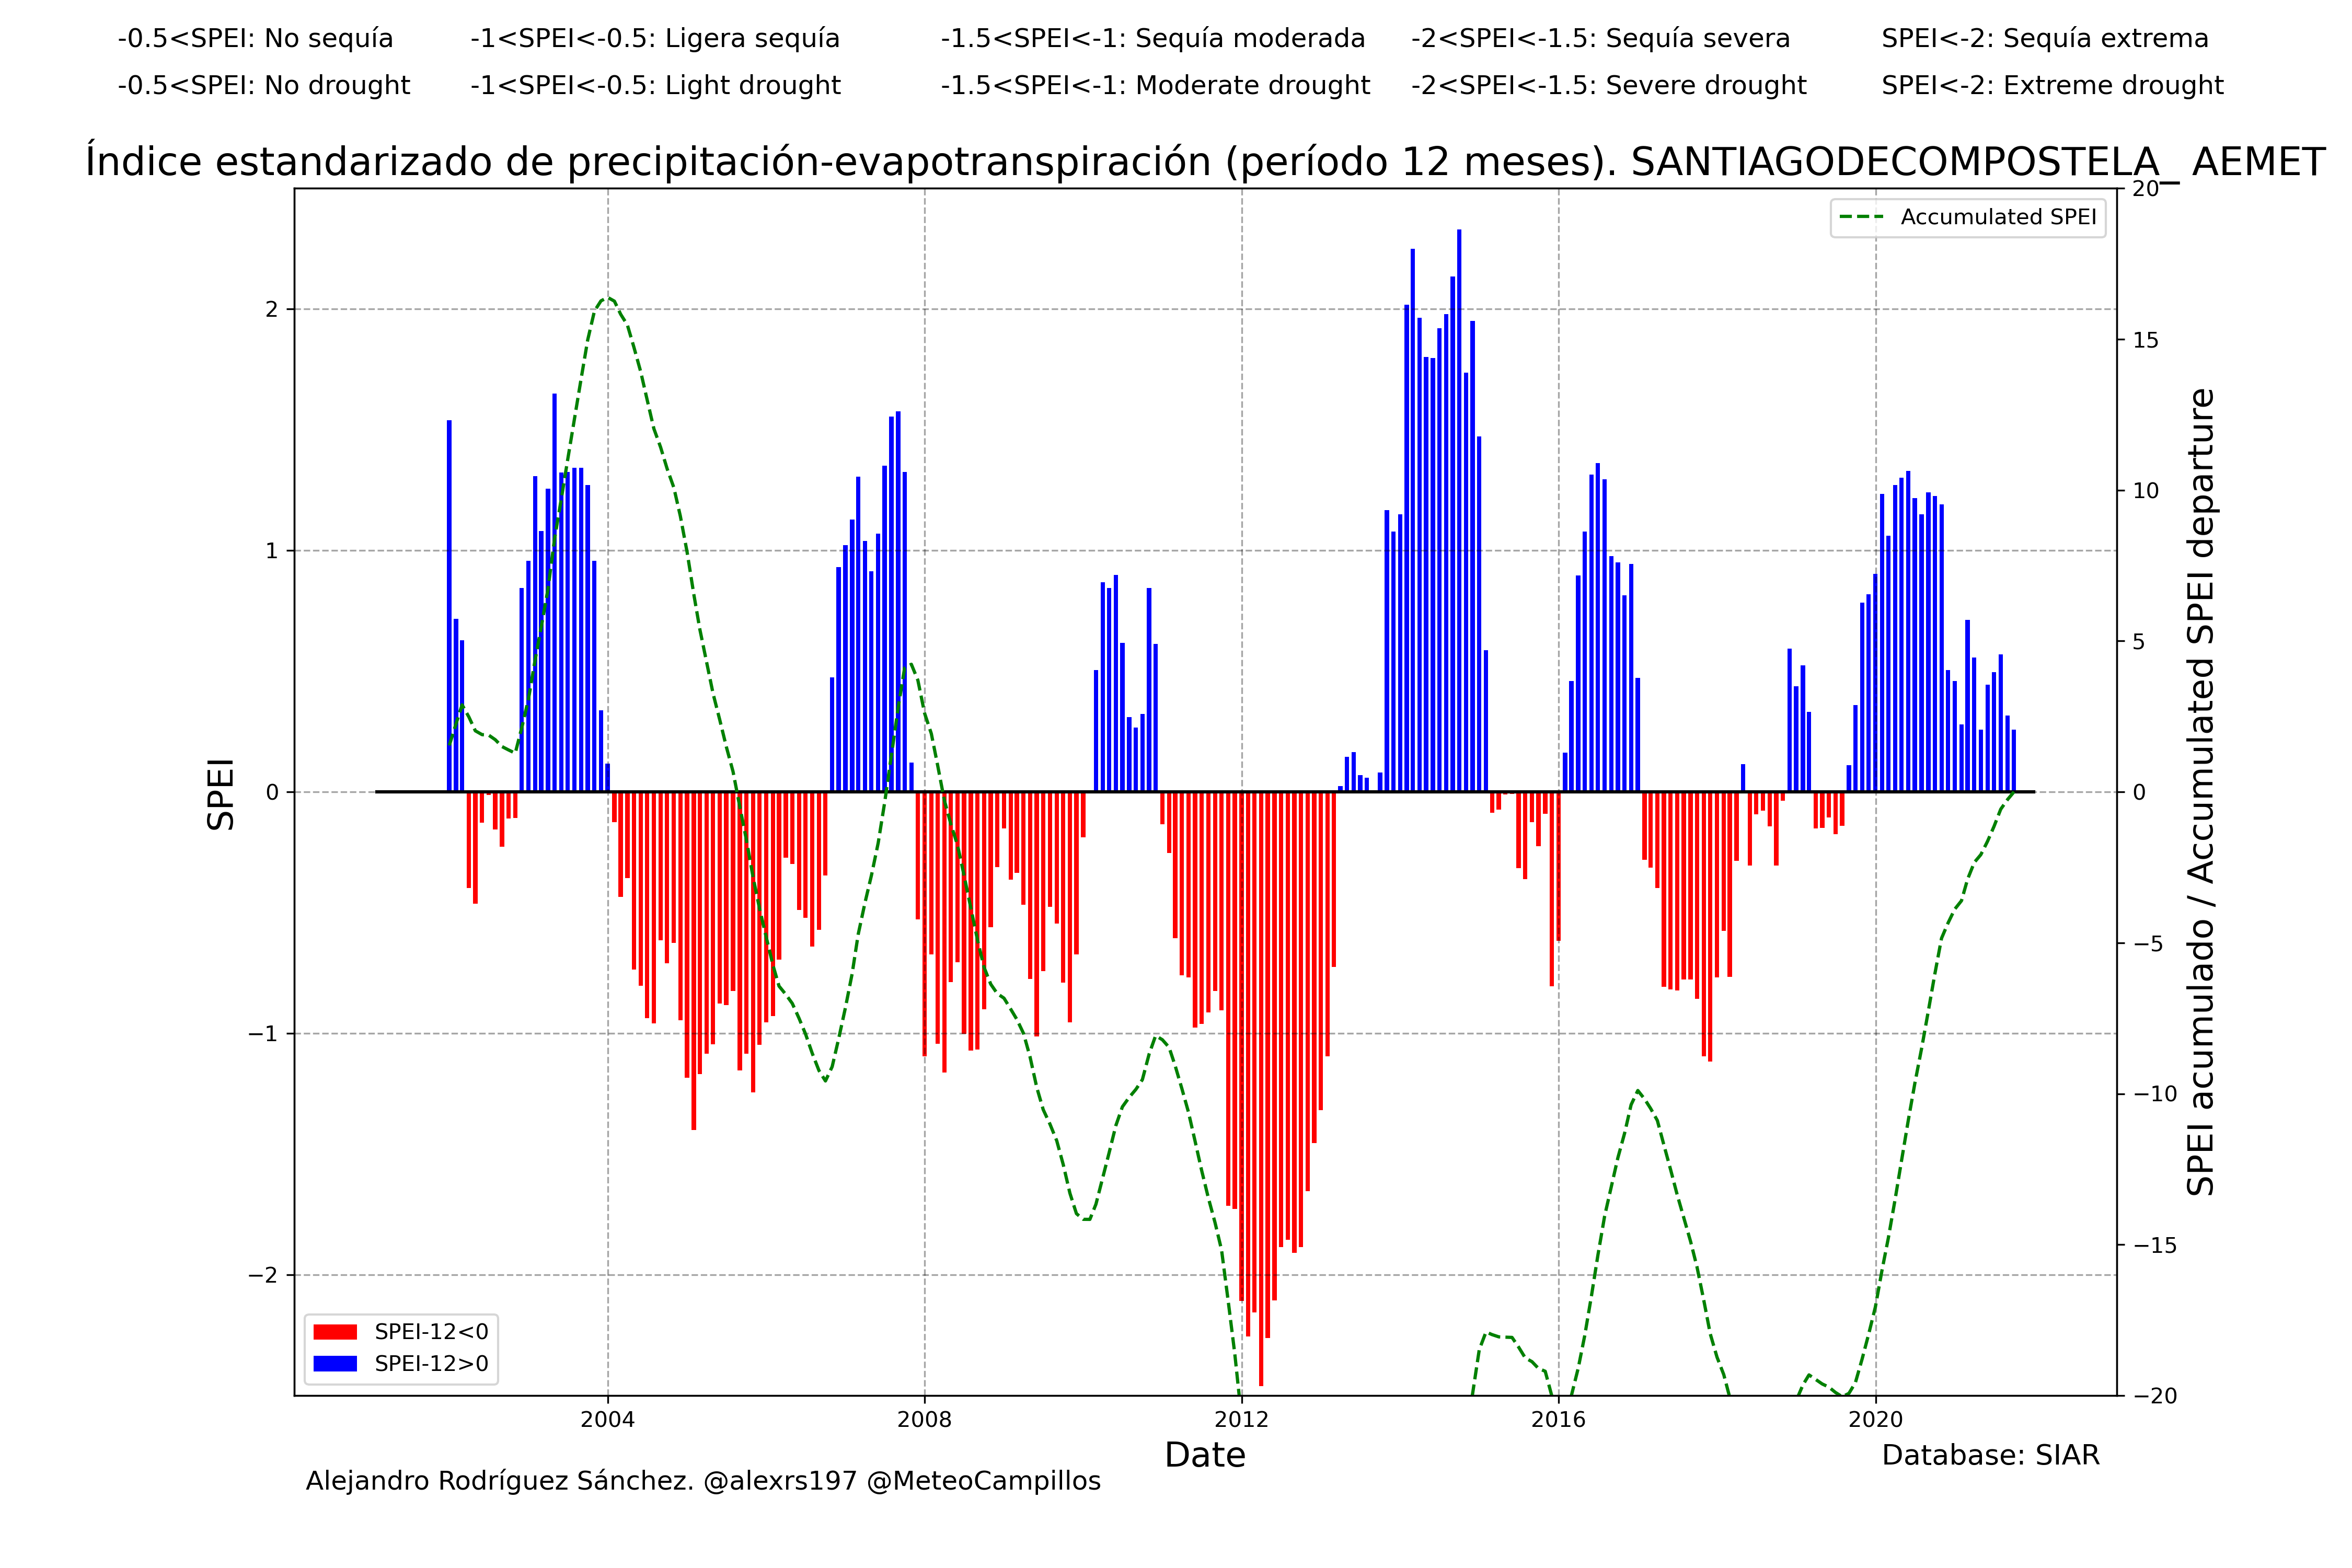 -0.5<SPEI: No sequía -1<SPEI<-0.5: Ligera sequía -1.5<SPEI<-1: Sequía moderada -2<SPEI<-1.5: Sequía severa SPEI<-2: Sequía extrema
-0.5<SPEI: No drought -1<SPEI<-0.5: Light drought -1.5<SPEI<-1: Moderate drought -2<SPEI<-1.5: Severe drought SPEI<-2: Extreme drought
Índice estandarizado de precipitación-evapotranspiración (período 12 meses). SANTIAGODECOMPOSTELA_ AEMET
Accumulated SPEI
SPEI
2
1
0
−1
−2
20
15
10
5
0
−5
−10
−15
−20
SPEI acumulado / Accumulated SPEI departure
SPEI-12<0
SPEI-12>0
2004 2008 2012 2016 2020
Date
Database: SIAR
Alejandro Rodríguez Sánchez. @alexrs197 @MeteoCampillos